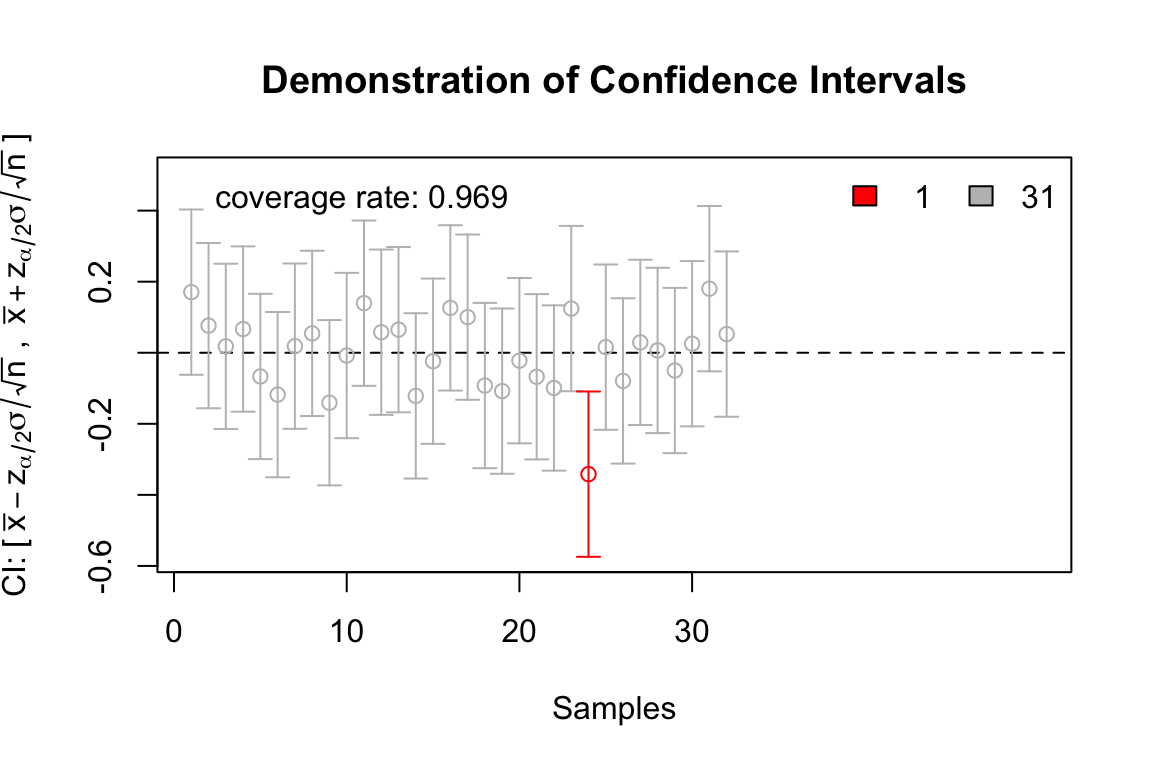 Demonstration of Confidence Intervals
coverage rate: 0.969
1
31
CI: [ x̅ − zα/2σ/√n , x̅ + zα/2σ/√n ]
0.2
-0.2
-0.6
0 10 20 30
Samples